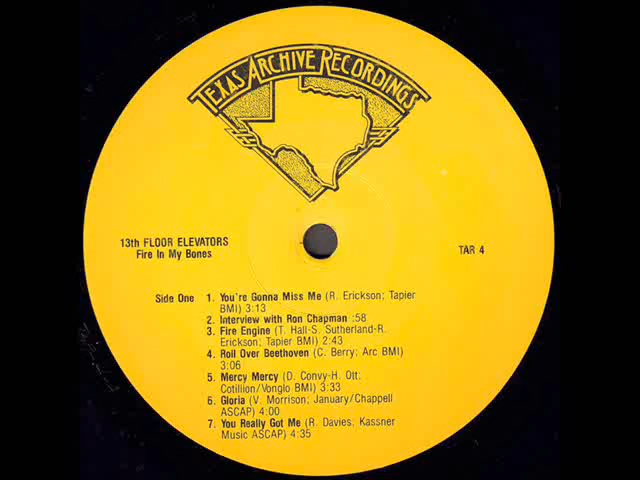 TEXAS ARCHIVE RECORDINGS
13th FLOOR ELEVATORS
Fire In My Bones
TAR 4
Side One
1. You're Gonna Miss Me (R. Erickson; Tapier
BMI) 3:13
2. Interview with Ron Chapman :58
3. Fire Engine (T. Hall-S. Sutherland-R.
Erickson; Tapier BMI) 2:43
4. Roll Over Beethoven (C. Berry; Arc BMI)
3:06
5. Mercy Mercy (D. Convy-H. Ott;
Cotillion/Vonglo BMI) 3:33
6. Gloria (V. Morrison; January/Chappell
ASCAP) 4:00
7. You Really Got Me (R. Davies, Kassner
Music ASCAP) 4:35